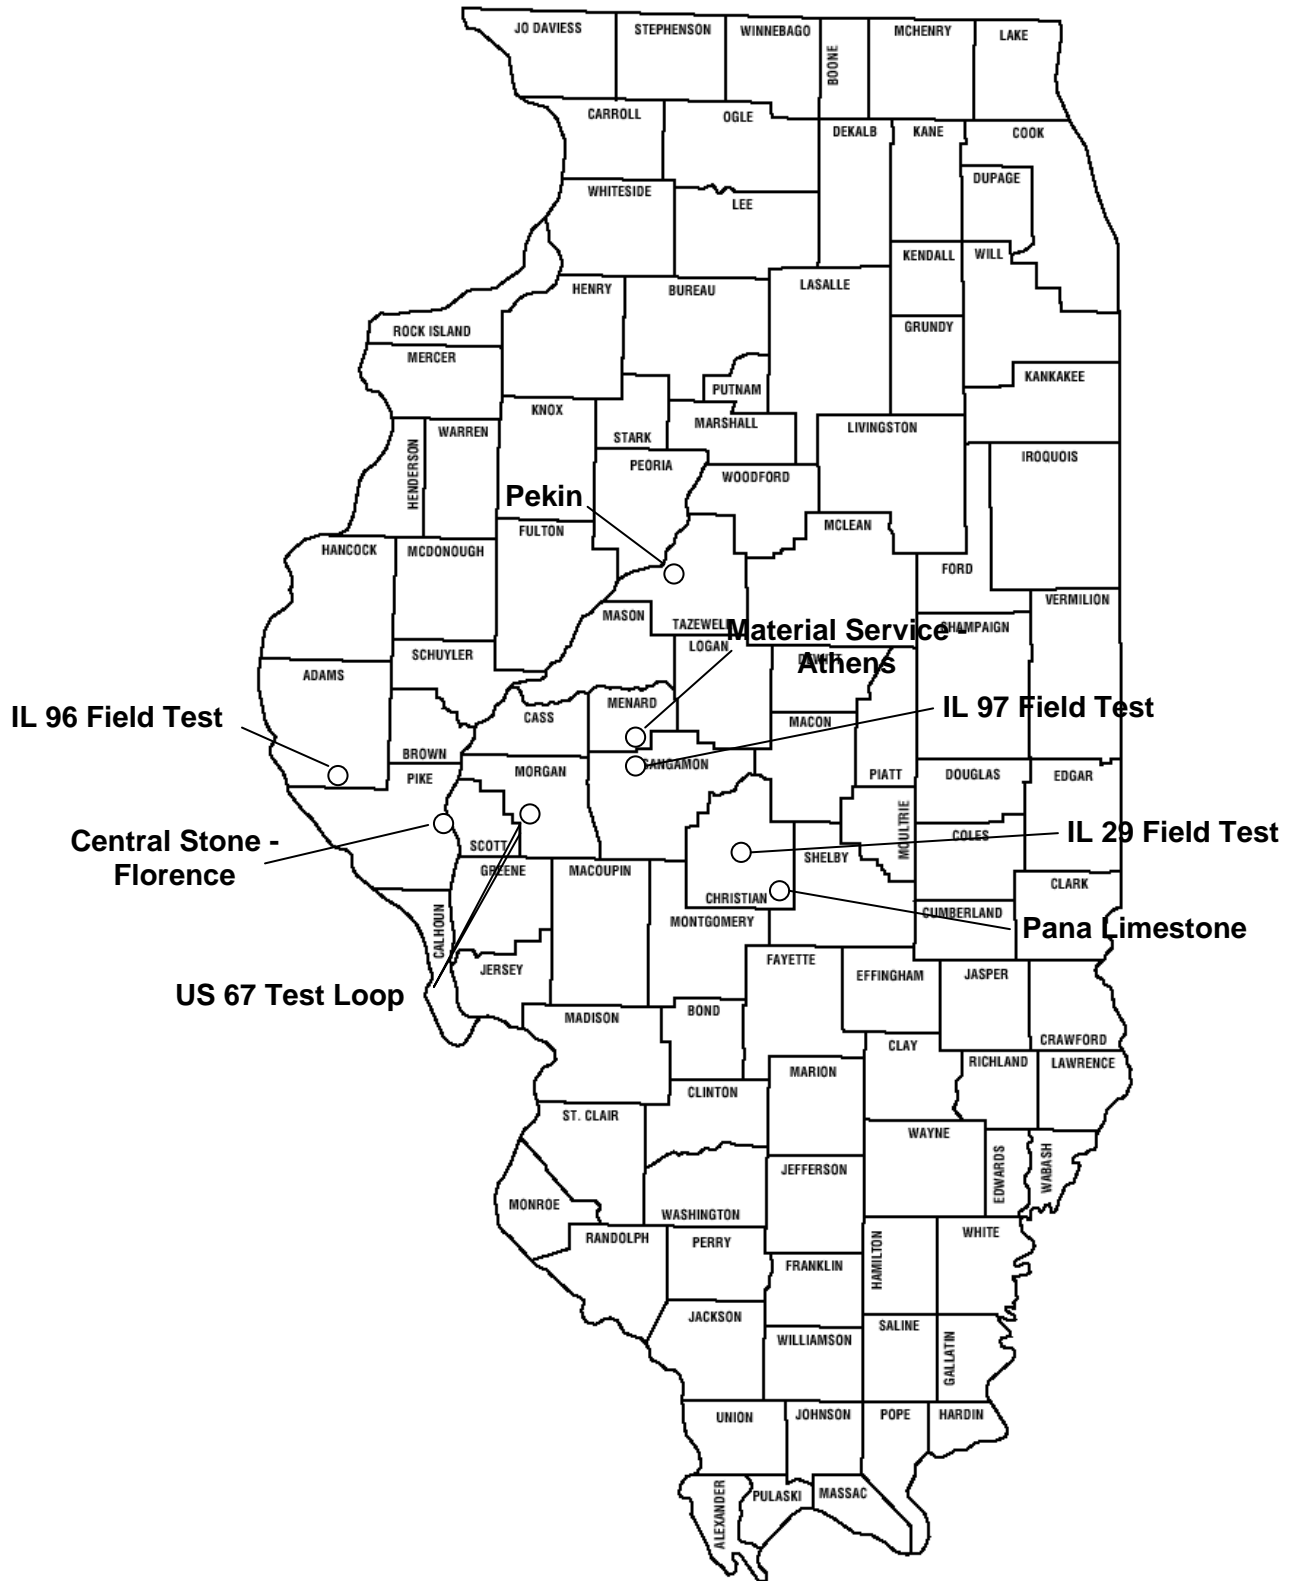 JO DAVIESS
STEPHENSON
WINNEBAGO
BOONE
MCHENRY
LAKE
CARROLL
OGLE
DEKALB
KANE
COOK
DUPAGE
WHITESIDE
LEE
KENDALL
WILL
HENRY
BUREAU
LASALLE
ROCK ISLAND
GRUNDY
MERCER
KANKAKEE
PUTNAM
KNOX
MARSHALL
WARREN
STARK
LIVINGSTON
HENDERSON
PEORIA
IROQUOIS
WOODFORD
Pekin
FULTON
MCLEAN
HANCOCK
MCDONOUGH
FORD
VERMILION
MASON
TAZEWELL
CHAMPAIGN
Material Service -
Athens
LOGAN
DEWITT
SCHUYLER
ADAMS
MENARD
IL 96 Field Test
CASS
IL 97 Field Test
MACON
BROWN
PIKE
MORGAN
SANGAMON
PIATT
DOUGLAS
EDGAR
MOULTRIE
Central Stone -
Florence
SCOTT
COLES
IL 29 Field Test
SHELBY
GREENE
MACOUPIN
CLARK
CHRISTIAN
CUMBERLAND
MONTGOMERY
Pana Limestone
CALHOUN
JERSEY
FAYETTE
EFFINGHAM
JASPER
US 67 Test Loop
BOND
MADISON
CRAWFORD
CLAY
RICHLAND
LAWRENCE
MARION
CLINTON
ST. CLAIR
WAYNE
EDWARDS
WABASH
JEFFERSON
MONROE
WASHINGTON
RANDOLPH
PERRY
HAMILTON
WHITE
FRANKLIN
JACKSON
SALINE
WILLIAMSON
GALLATIN
UNION
JOHNSON
POPE
HARDIN
ALEXANDER
PULASKI
MASSAC